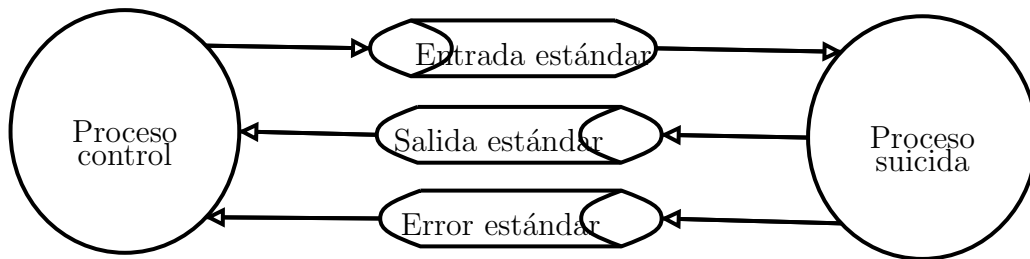 Entrada estándar
Proceso
control
Salida estándar
Proceso
suicida
Error estándar